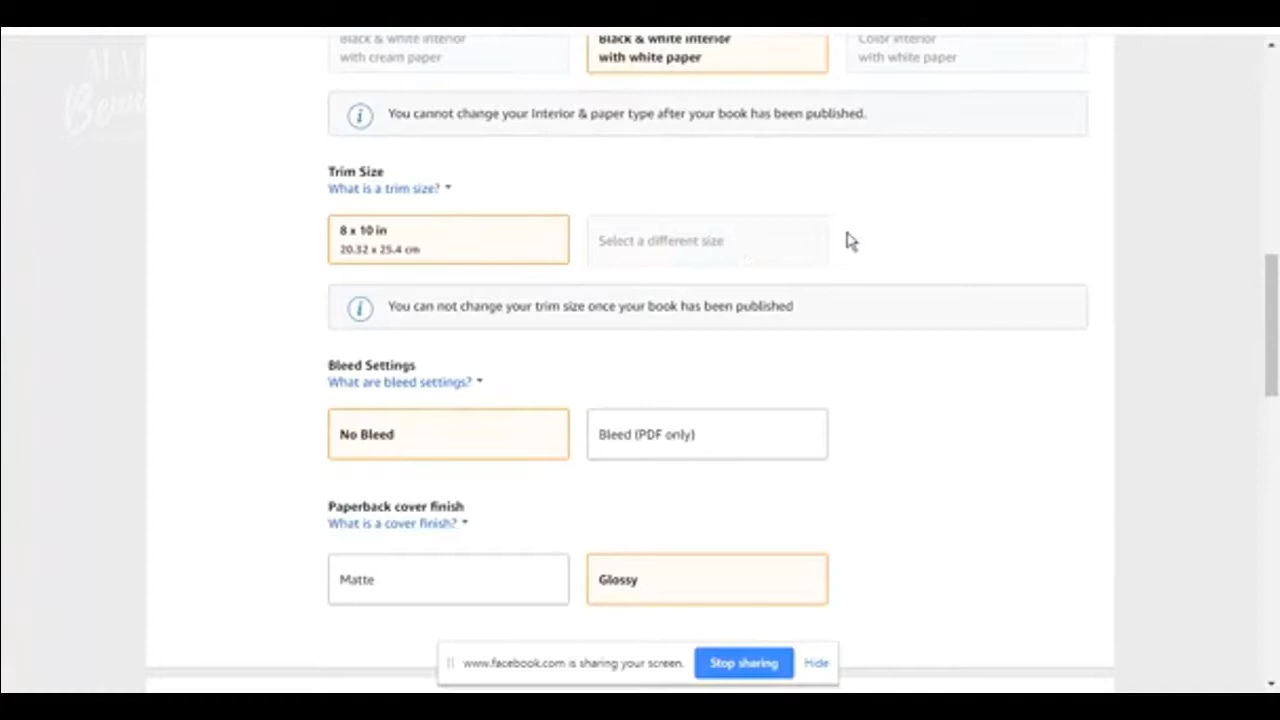 Black & white interior
with cream paper
Black & white interior
with white paper
Color interior
with white paper
You cannot change your Interior & paper type after your book has been published.
Trim Size
What is a trim size?
8 x 10 in
20.32 x 25.4 cm
Select a different size
You can not change your trim size once your book has been published
Bleed Settings
What are bleed settings?
No Bleed
Bleed (PDF only)
Paperback cover finish
What is a cover finish?
Matte
Glossy
www.facebook.com is sharing your screen.
Stop sharing
Hide